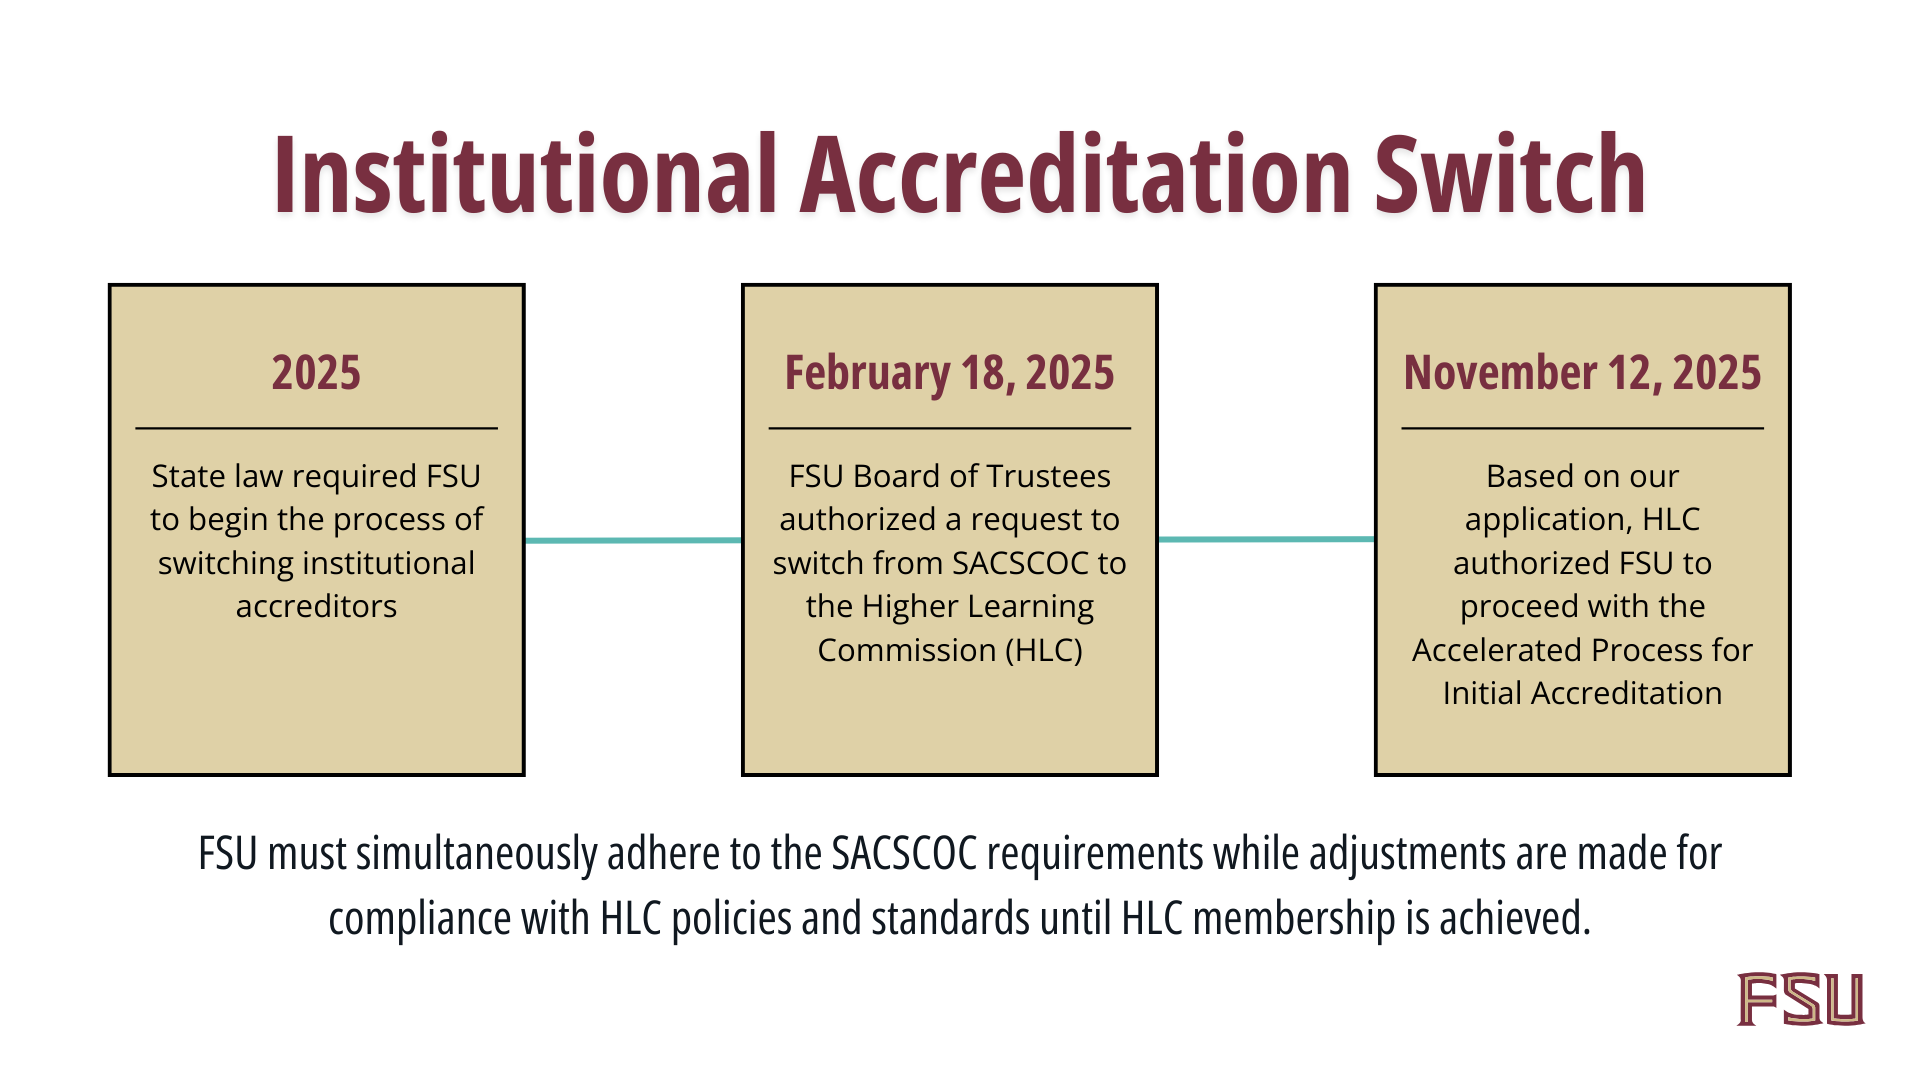 Institutional Accreditation Switch
2025
State law required FSU
to begin the process of
switching institutional
accreditors
February 18, 2025
FSU Board of Trustees
authorized a request to
switch from SACSCOC to
the Higher Learning
Commission (HLC)
November 12, 2025
Based on our
application, HLC
authorized FSU to
proceed with the
Accelerated Process for
Initial Accreditation
FSU must simultaneously adhere to the SACSCOC requirements while adjustments are made for
compliance with HLC policies and standards until HLC membership is achieved.
FSU